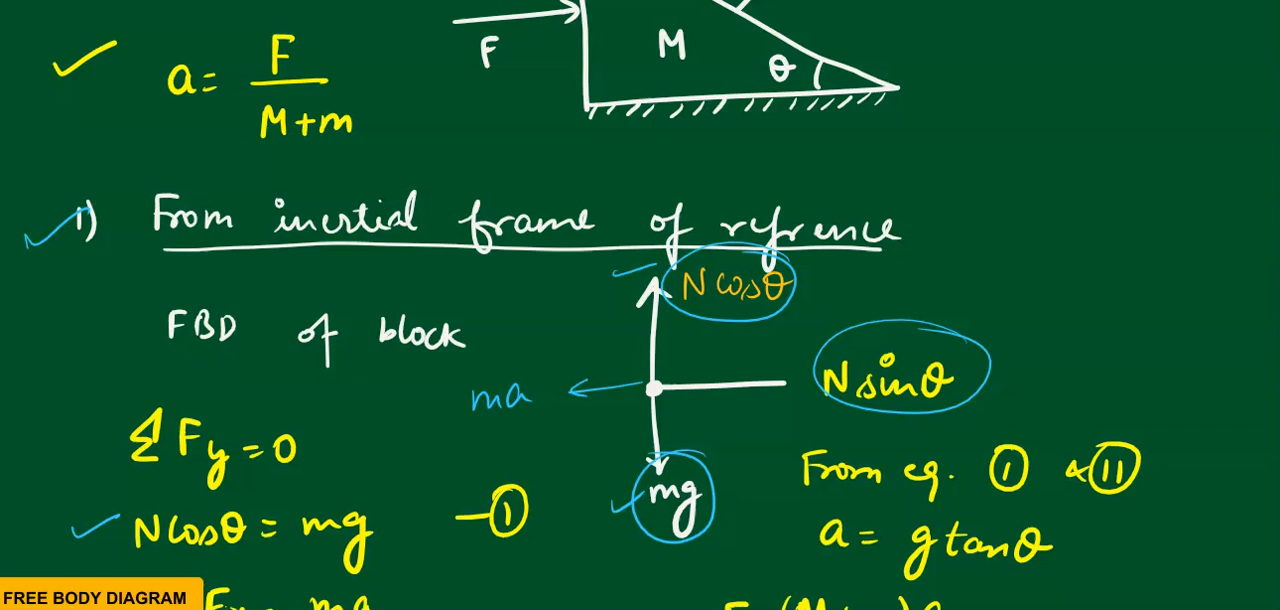 F
M
θ
a = F / M+m
1) From inertial frame of refrence
N cosθ
FBD of block
ma
N sinθ
Σ Fy = 0
mg
From eq. ① & ⑪
N cosθ = mg —①
a = g tanθ
FREE BODY DIAGRAM